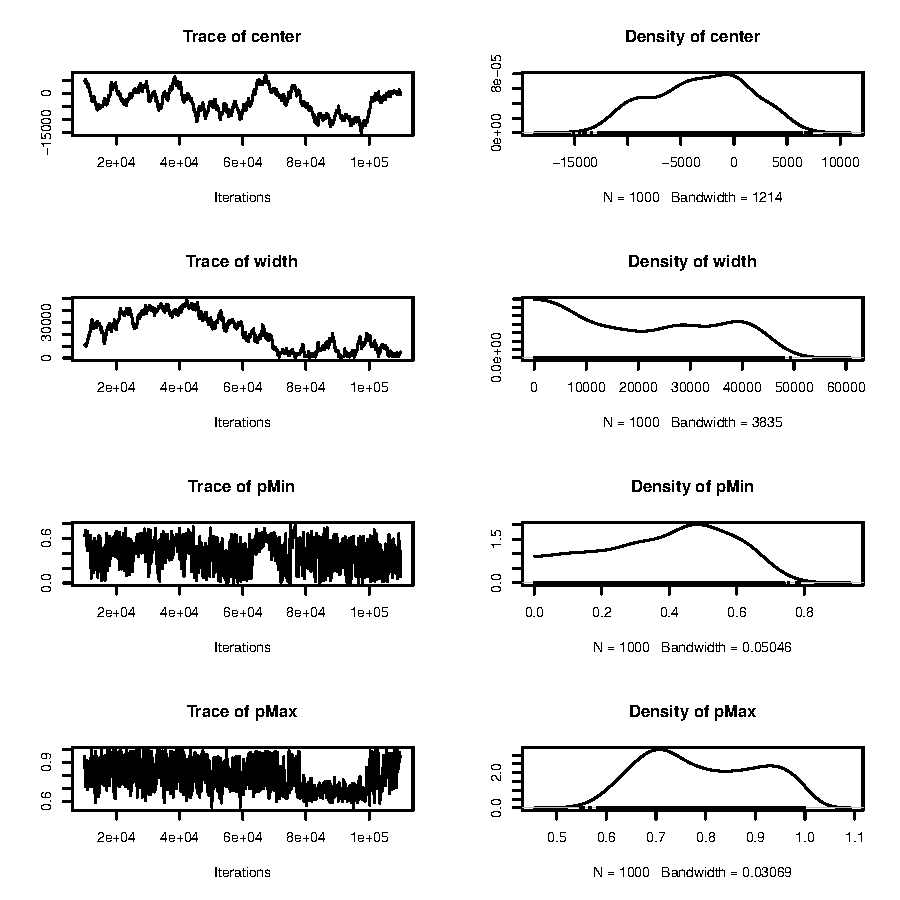 Trace of center
Density of center
−15000 0
2e+04 4e+04 6e+04 8e+04 1e+05
Iterations
0e+00 8e−05
−15000 −5000 0 5000 10000
N = 1000 Bandwidth = 1214
Trace of width
Density of width
0 30000
2e+04 4e+04 6e+04 8e+04 1e+05
Iterations
0.0e+00
0 10000 20000 30000 40000 50000 60000
N = 1000 Bandwidth = 3835
Trace of pMin
Density of pMin
0.0 0.6
2e+04 4e+04 6e+04 8e+04 1e+05
Iterations
0.0 1.5
0.0 0.2 0.4 0.6 0.8
N = 1000 Bandwidth = 0.05046
Trace of pMax
Density of pMax
0.6 0.9
2e+04 4e+04 6e+04 8e+04 1e+05
Iterations
0.0 2.0
0.5 0.6 0.7 0.8 0.9 1.0 1.1
N = 1000 Bandwidth = 0.03069